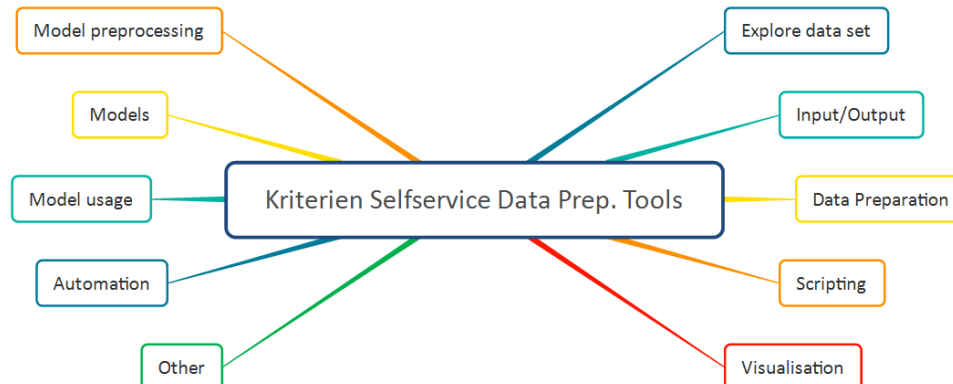 Model preprocessing
Explore data set
Models
Input/Output
Model usage
Kriterien Selfservice Data Prep. Tools
Data Preparation
Automation
Scripting
Other
Visualisation